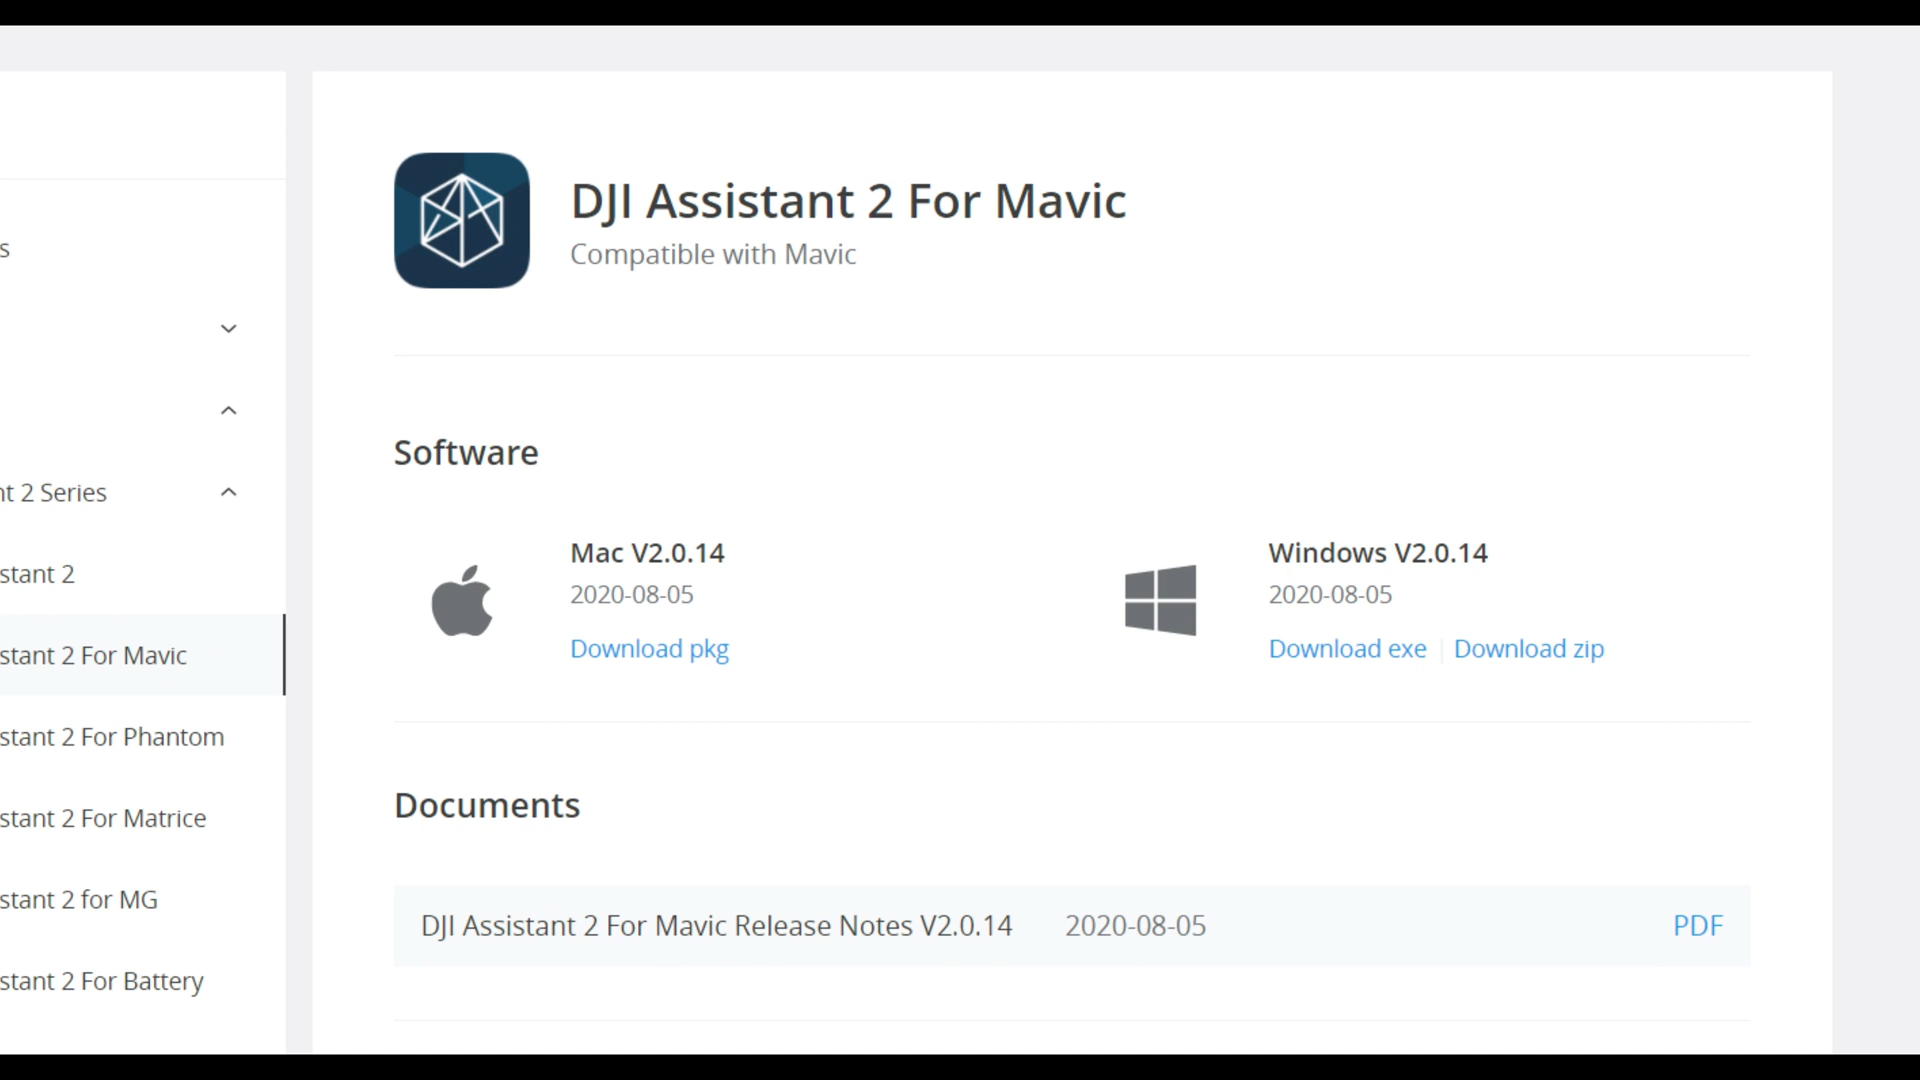 DJI Assistant 2 For Mavic
Compatible with Mavic
s
nt 2 Series
stant 2
stant 2 For Mavic
stant 2 For Phantom
stant 2 For Matrice
stant 2 for MG
stant 2 For Battery
Software
Mac V2.0.14
2020-08-05
Download pkg
Windows V2.0.14
2020-08-05
Download exe Download zip
Documents
DJI Assistant 2 For Mavic Release Notes V2.0.14 2020-08-05 PDF